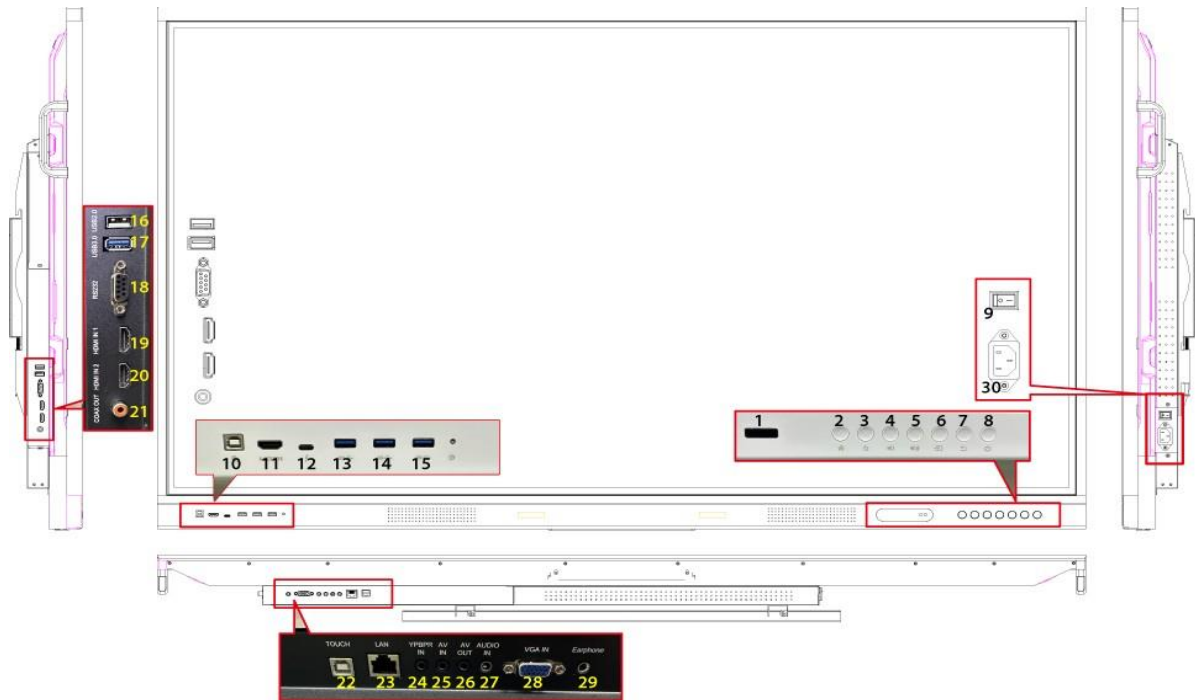 USB2.0
16
USB3.0
17
RS232
18
HDMI IN 1
19
HDMI IN 2
20
COAX OUT
21
9
30
1 2 3 4 5 6 7 8
10 11 12 13 14 15
TOUCH LAN YPBPR IN AV IN AV OUT AUDIO IN VGA IN Earphone
22 23 24 25 26 27 28 29